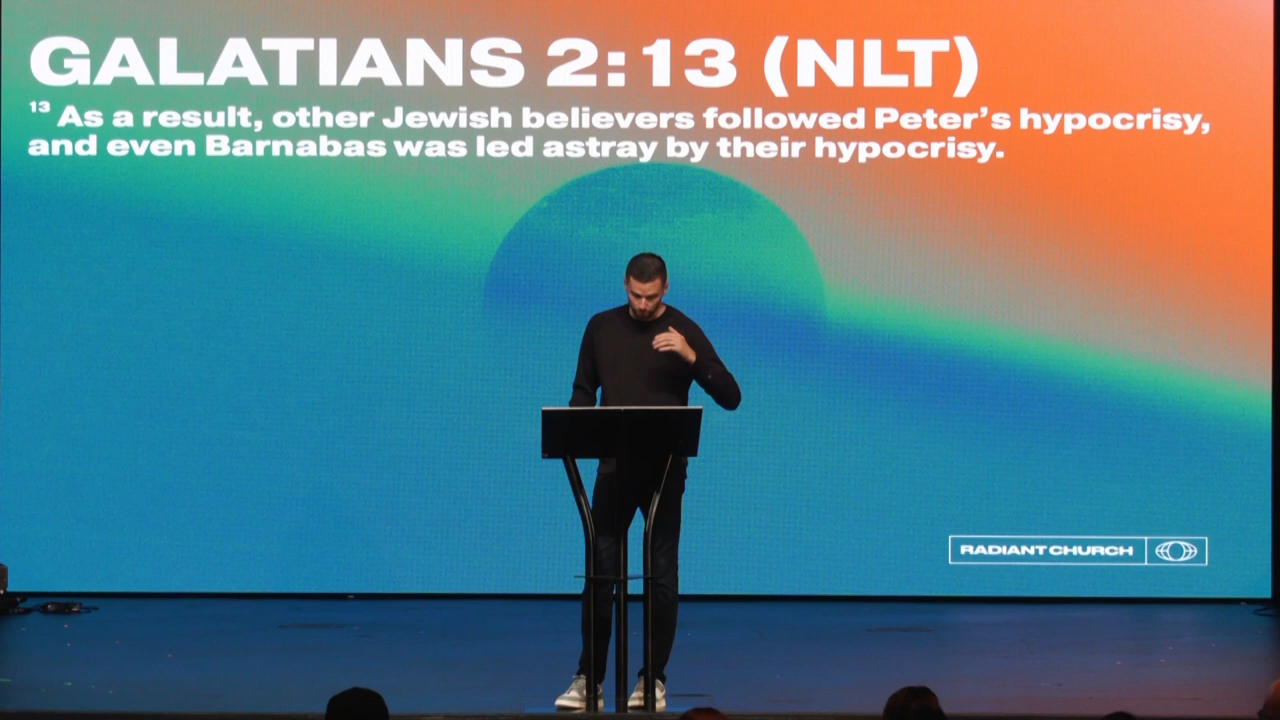 GALATIANS 2:13 (NLT)
13 As a result, other Jewish believers followed Peter's hypocrisy,
and even Barnabas was led astray by their hypocrisy.
RADIANT CHURCH